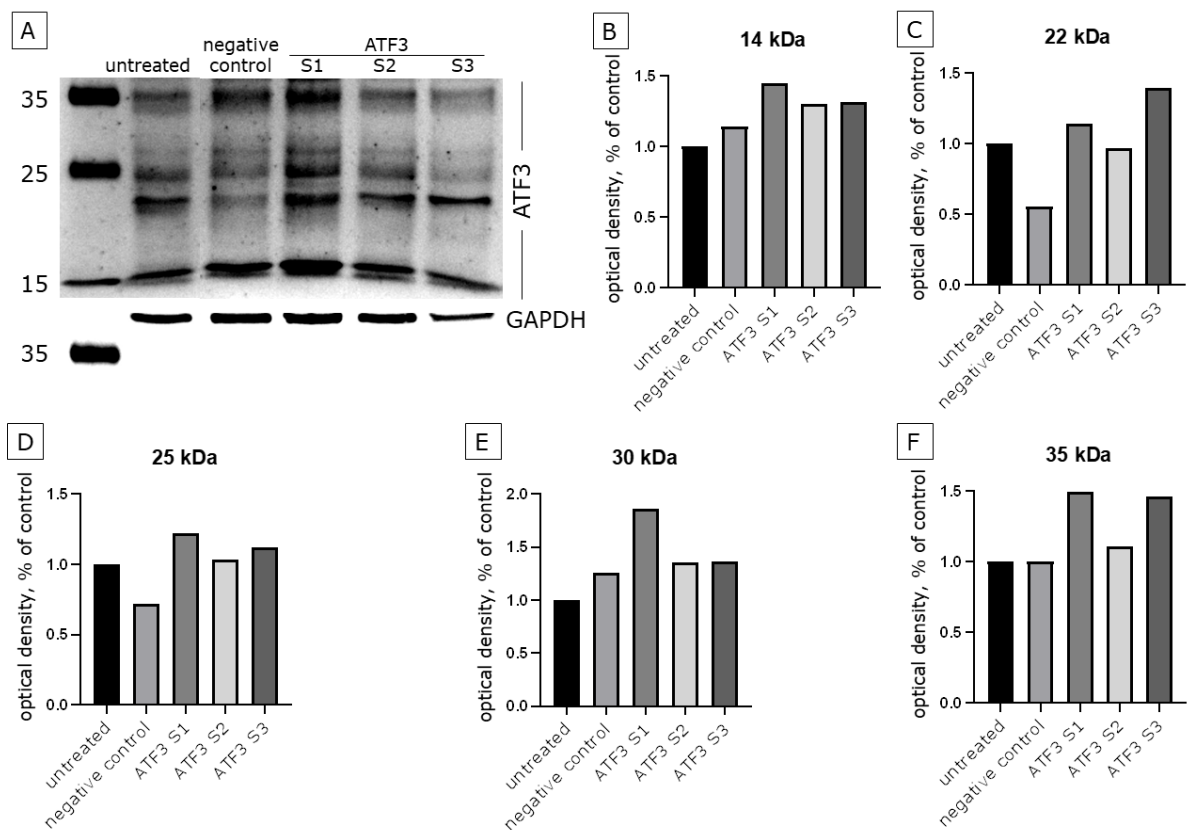 A
negative
control
ATF3
untreated
S1
S2
S3
35
25
15
35
ATF3
GAPDH
B
14 kDa
optical density, % of control
1.5
1.0
0.5
0.0
untreated
negative control
ATF3 S1
ATF3 S2
ATF3 S3
C
22 kDa
optical density, % of control
1.5
1.0
0.5
0.0
untreated
negative control
ATF3 S1
ATF3 S2
ATF3 S3
D
25 kDa
optical density, % of control
1.5
1.0
0.5
0.0
untreated
negative control
ATF3 S1
ATF3 S2
ATF3 S3
E
30 kDa
optical density, % of control
2.0
1.5
1.0
0.5
0.0
untreated
negative control
ATF3 S1
ATF3 S2
ATF3 S3
F
35 kDa
optical density, % of control
1.5
1.0
0.5
0.0
untreated
negative control
ATF3 S1
ATF3 S2
ATF3 S3